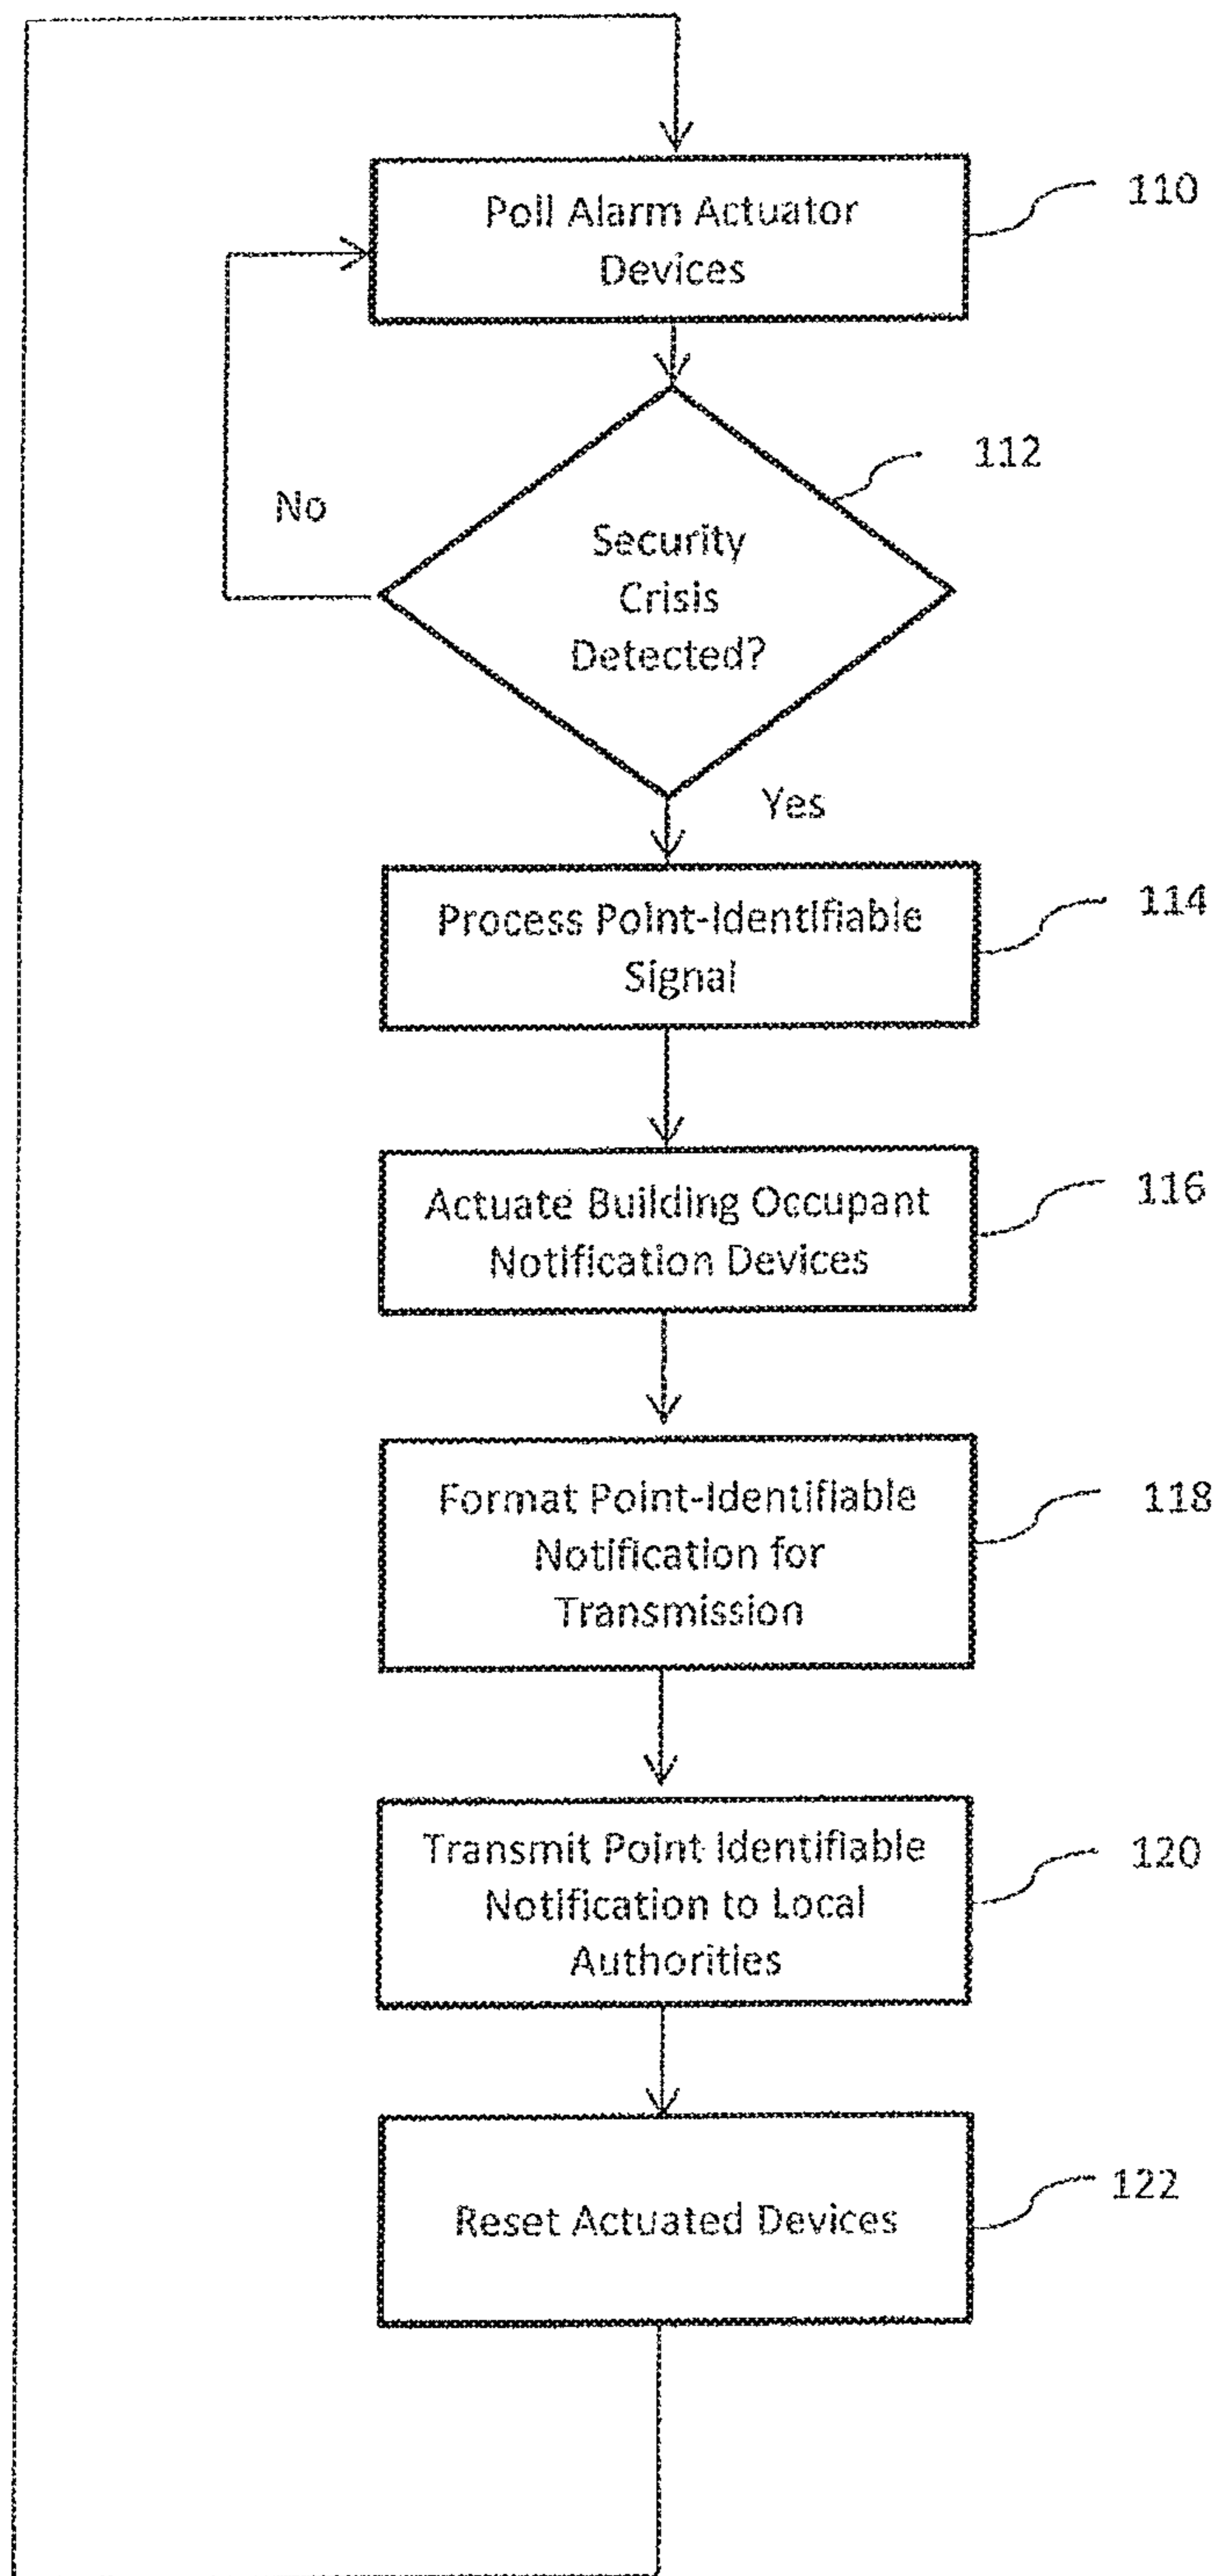 Poll Alarm Actuator
Devices
110
112
No
Security
Crisis
Detected?
Yes
Process Point-Identifiable
Signal
114
Actuate Building Occupant
Notification Devices
116
Format Point-Identifiable
Notification for
Transmission
118
Transmit Point Identifiable
Notification to Local
Authorities
120
Reset Actuated Devices
122